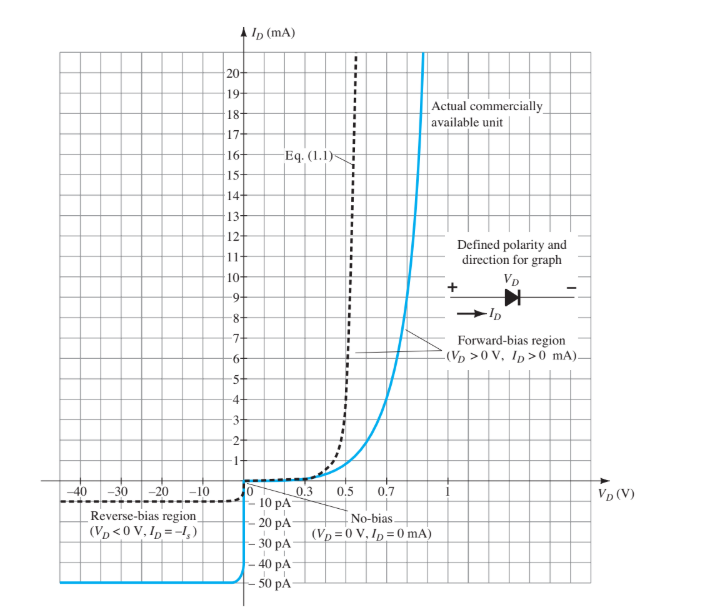 I_D (mA)
20
19
18
17
16
15
14
13
12
11
10
9
8
7
6
5
4
3
2
1
Eq. (1.1)
Actual commercially
available unit
Defined polarity and
direction for graph
V_D
+
−
I_D
Forward-bias region
(V_D > 0 V, I_D > 0 mA)
−40
−30
−20
−10
0
0.3
0.5
0.7
1
V_D (V)
−10 pA
−20 pA
−30 pA
−40 pA
−50 pA
Reverse-bias region
(V_D < 0 V, I_D = −I_s)
No-bias
(V_D = 0 V, I_D = 0 mA)